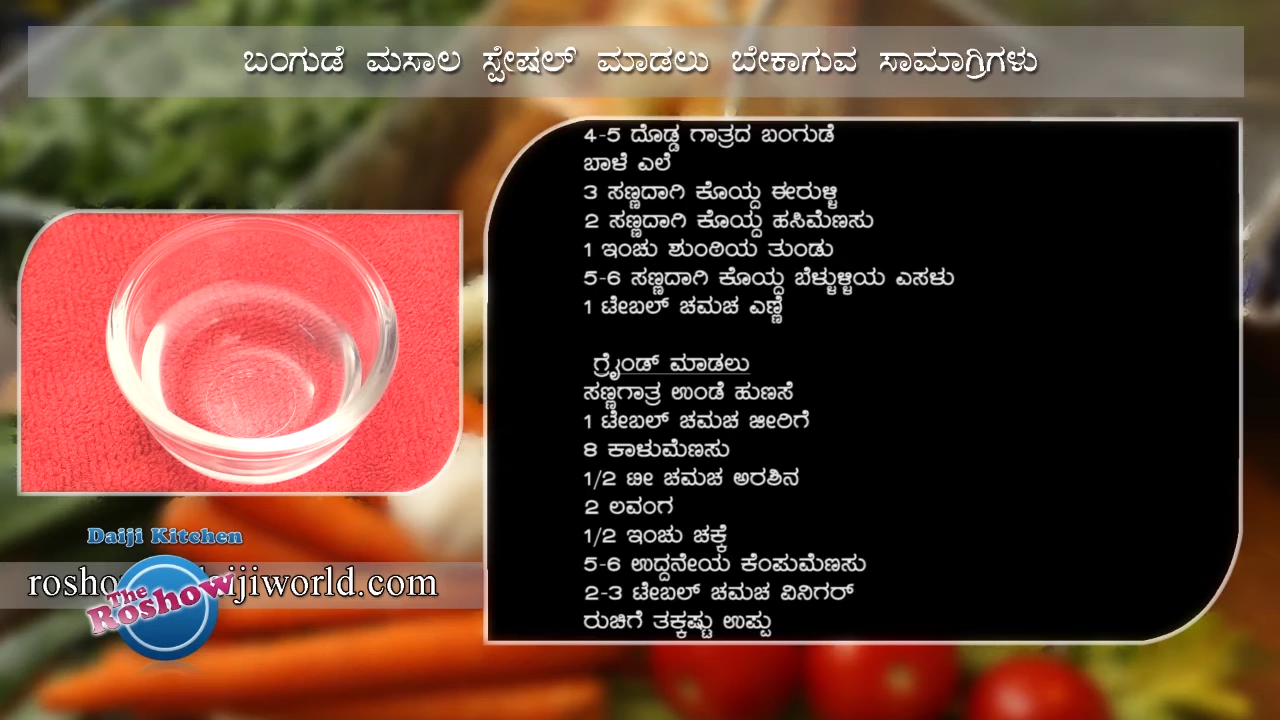 ಬಂಗುಡೆ ಮಸಾಲ ಸ್ಪೇಷಲ್ ಮಾಡಲು ಬೇಕಾಗುವ ಸಾಮಾಗ್ರಿಗಳು
4-5 ದೊಡ್ಡ ಗಾತ್ರದ ಬಂಗುಡೆ
ಬಾಳೆ ಎಲೆ
3 ಸಣ್ಣದಾಗಿ ಕೊಯ್ದ ಈರುಳ್ಳಿ
2 ಸಣ್ಣದಾಗಿ ಕೊಯ್ದ ಹಸಿಮೆಣಸು
1 ಇಂಚು ಶುಂಠಿಯ ತುಂಡು
5-6 ಸಣ್ಣದಾಗಿ ಕೊಯ್ದ ಬೆಳ್ಳುಳ್ಳಿಯ ಎಸಳು
1 ಟೇಬಲ್ ಚಮಚ ಎಣ್ಣೆ
ಗ್ರೈಂಡ್ ಮಾಡಲು
ಸಣ್ಣಗಾತ್ರ ಉಂಡೆ ಹುಣಸೆ
1 ಟೇಬಲ್ ಚಮಚ ಜೀರಿಗೆ
8 ಕಾಳುಮೆಣಸು
1/2 ಟೀ ಚಮಚ ಅರಶಿನ
2 ಲವಂಗ
1/2 ಇಂಚು ಚಕ್ಕೆ
5-6 ಉದ್ದನೇಯ ಕೆಂಪುಮೆಣಸು
2-3 ಟೇಬಲ್ ಚಮಚ ವಿನಿಗರ್
ರುಚಿಗೆ ತಕ್ಕಷ್ಟು ಉಪ್ಪು
Daiji Kitchen
The Roshow